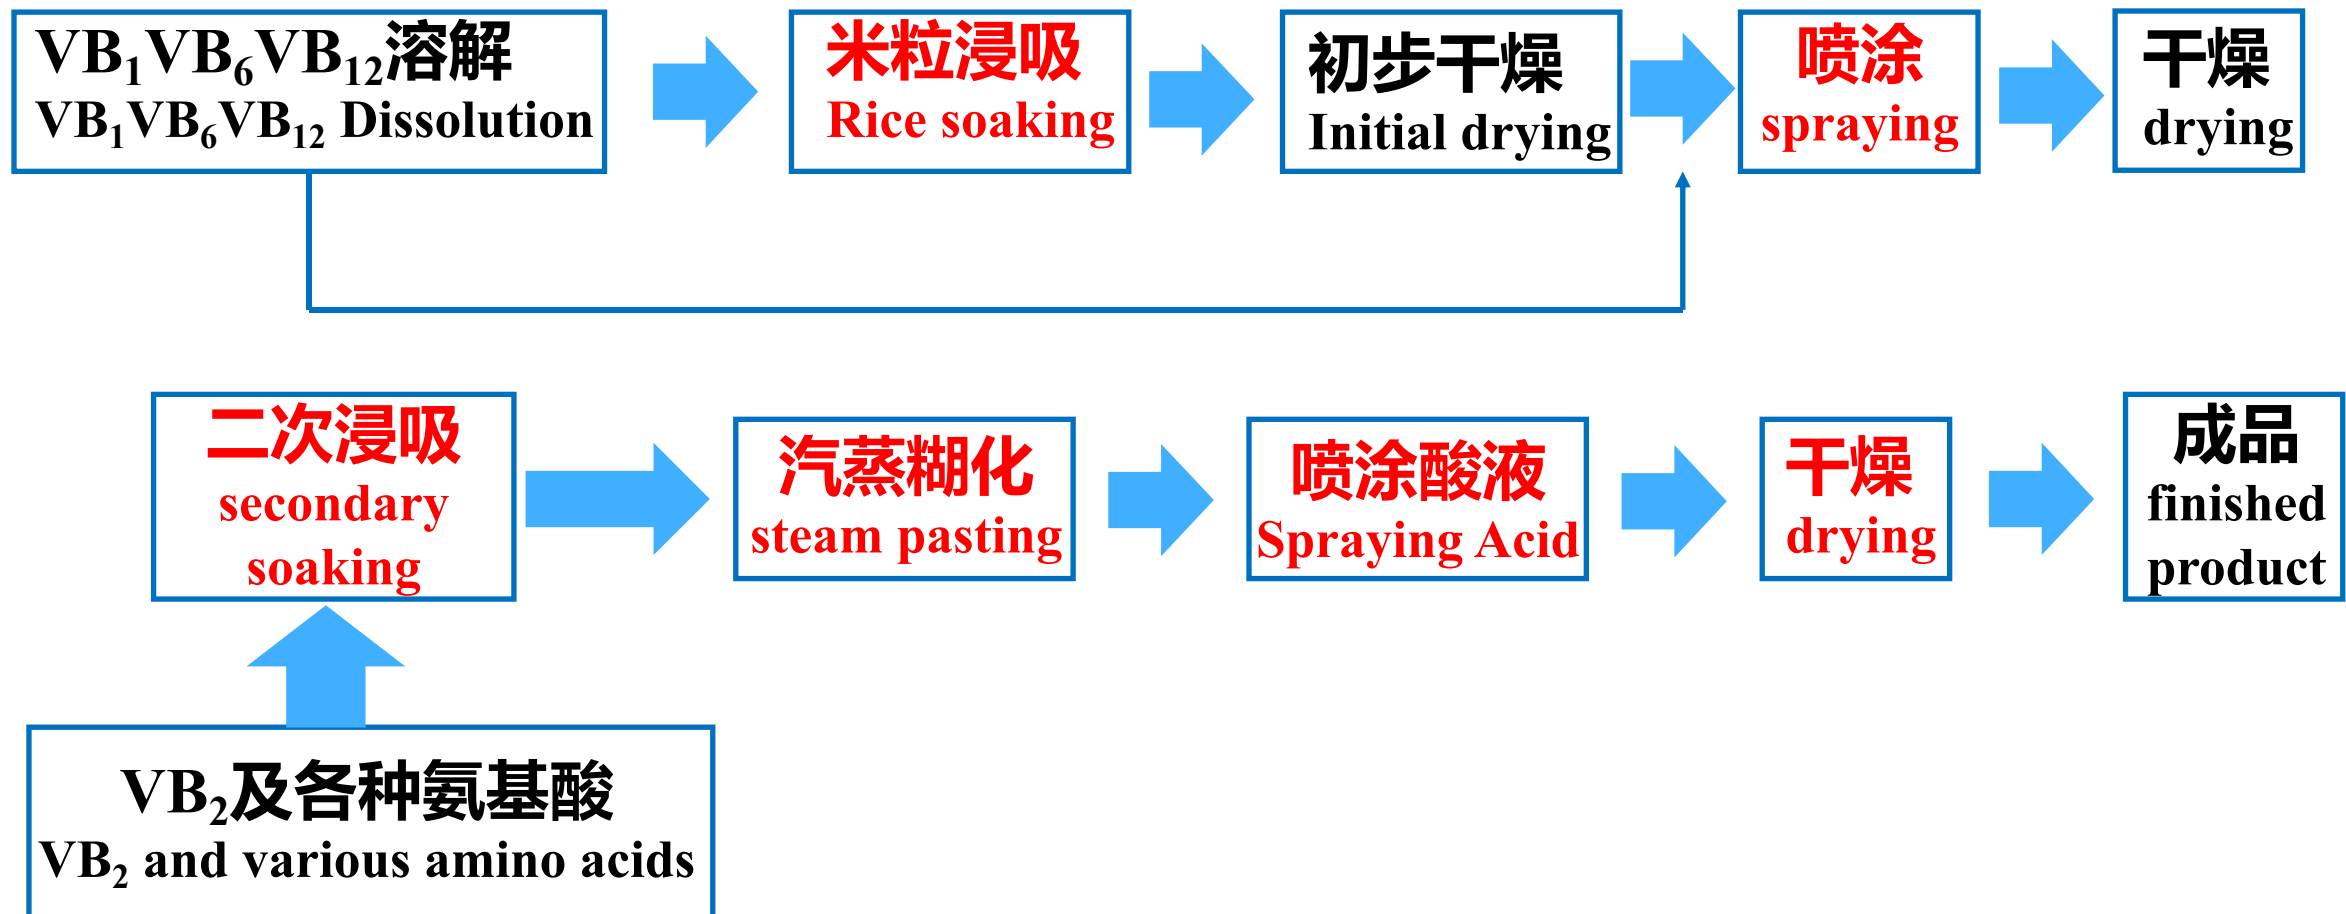 VB₁VB₆VB₁₂溶解
VB₁VB₆VB₁₂ Dissolution
米粒浸吸
Rice soaking
初步干燥
Initial drying
喷涂
spraying
干燥
drying
二次浸吸
secondary
soaking
汽蒸糊化
steam pasting
喷涂酸液
Spraying Acid
干燥
drying
成品
finished
product
VB₂及各种氨基酸
VB₂ and various amino acids